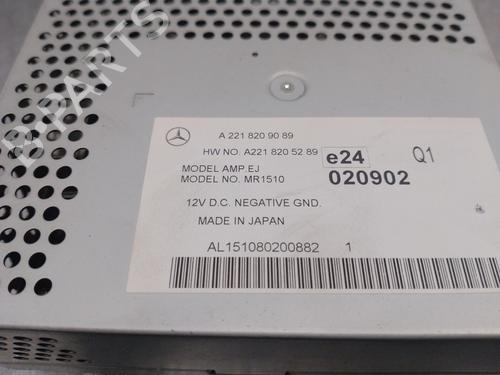 B-PARTS
A 221 820 90 89
HW NO. A221 820 52 89
e24
Q1
MODEL AMP.EJ
MODEL NO. MR1510
020902
12V D.C. NEGATIVE GND.
MADE IN JAPAN
AL151080200882 1